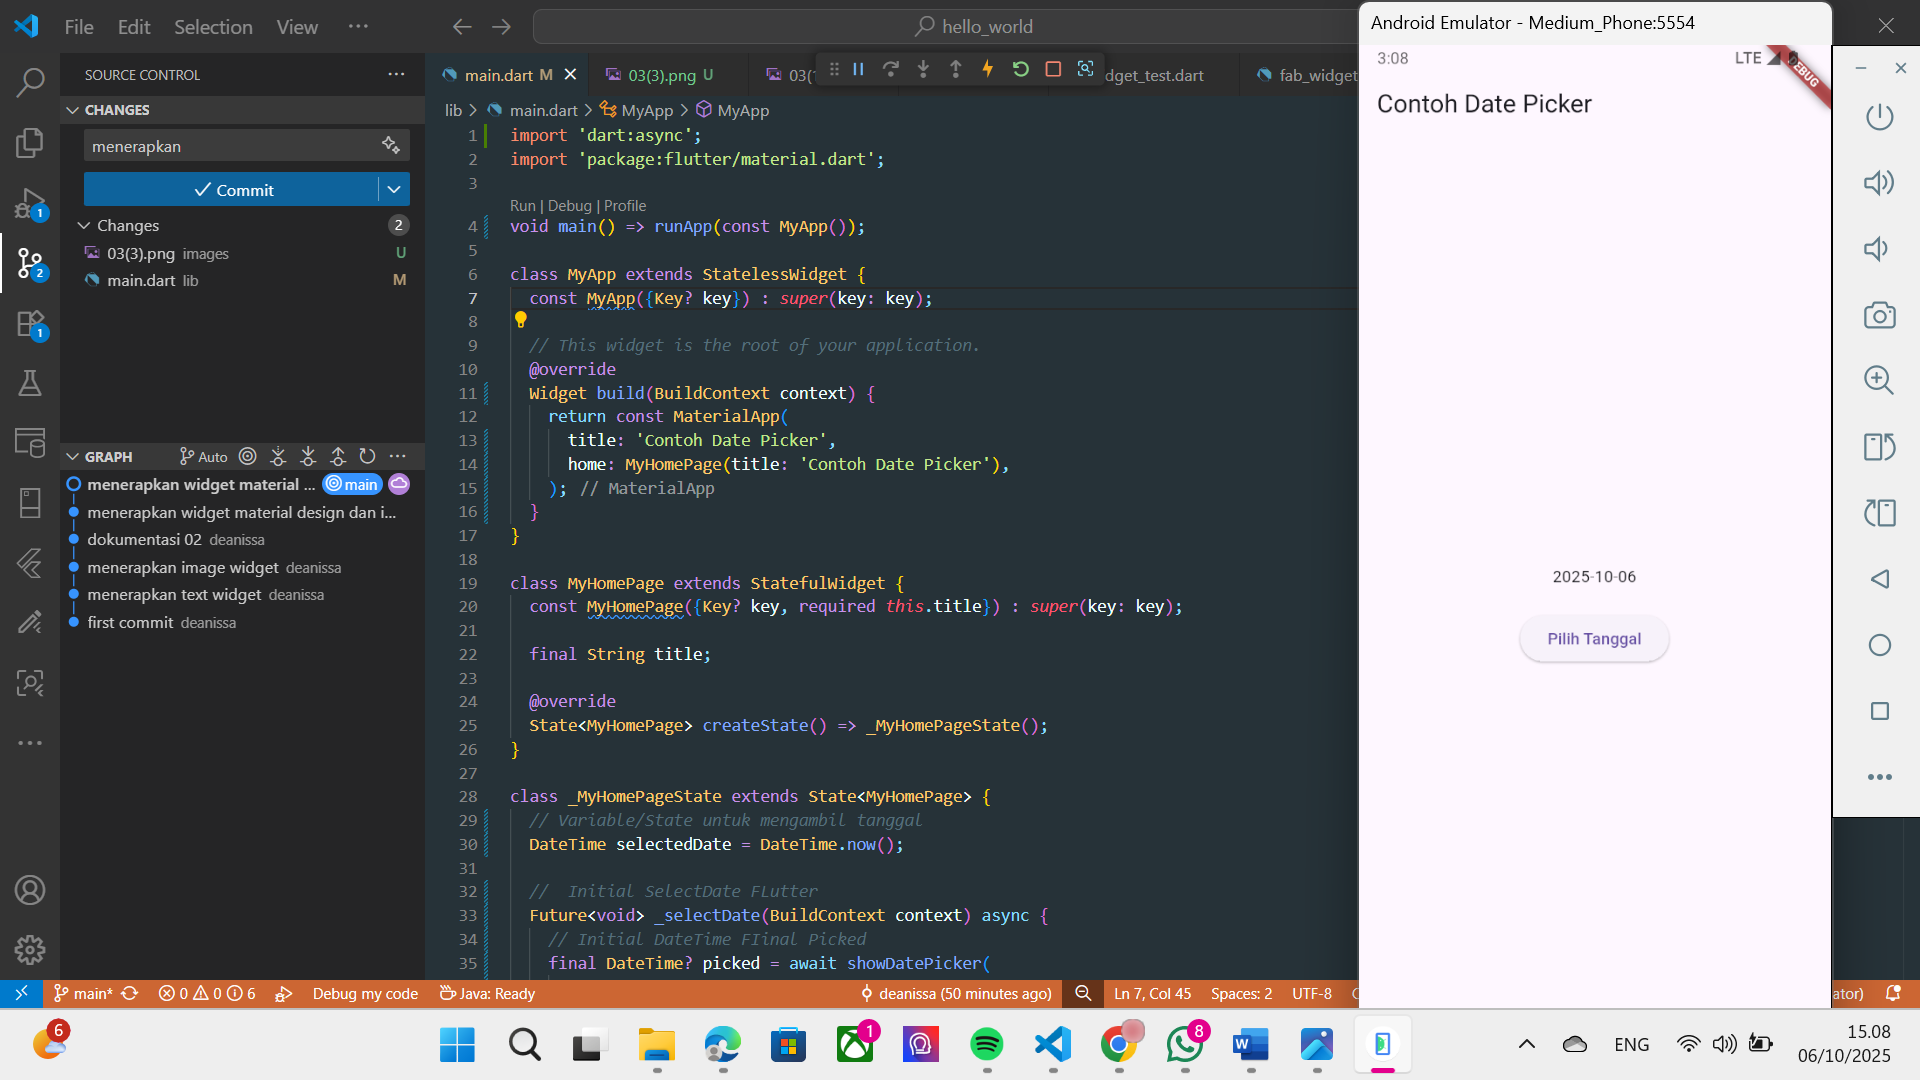 File Edit Selection View ···
hello_world
Android Emulator - Medium_Phone:5554
SOURCE CONTROL
main.dart M
03(3).png U
dget_test.dart
fab_widget
CHANGES
menerapkan
Commit
Changes 2
03(3).png images U
main.dart lib M
1
2
1
GRAPH Auto
menerapkan widget material ... main
menerapkan widget material design dan i...
dokumentasi 02 deanissa
menerapkan image widget deanissa
menerapkan text widget deanissa
first commit deanissa
lib > main.dart > MyApp > MyApp
1 import 'dart:async';
2 import 'package:flutter/material.dart';
3
Run | Debug | Profile
4 void main() => runApp(const MyApp());
5
6 class MyApp extends StatelessWidget {
7 const MyApp({Key? key}) : super(key: key);
8
9 // This widget is the root of your application.
10 @override
11 Widget build(BuildContext context) {
12 return const MaterialApp(
13 title: 'Contoh Date Picker',
14 home: MyHomePage(title: 'Contoh Date Picker'),
15 ); // MaterialApp
16 }
17 }
18
19 class MyHomePage extends StatefulWidget {
20 const MyHomePage({Key? key, required this.title}) : super(key: key);
21
22 final String title;
23
24 @override
25 State<MyHomePage> createState() => _MyHomePageState();
26 }
27
28 class _MyHomePageState extends State<MyHomePage> {
29 // Variable/State untuk mengambil tanggal
30 DateTime selectedDate = DateTime.now();
31
32 //  Initial SelectDate FLutter
33 Future<void> _selectDate(BuildContext context) async {
34 // Initial DateTime FIinal Picked
35 final DateTime? picked = await showDatePicker(
3:08
LTE
Contoh Date Picker
2025-10-06
Pilih Tanggal
main* 0 0 6 Debug my code Java: Ready
deanissa (50 minutes ago) Ln 7, Col 45 Spaces: 2 UTF-8
ator)
6
1
8
ENG
15.08
06/10/2025